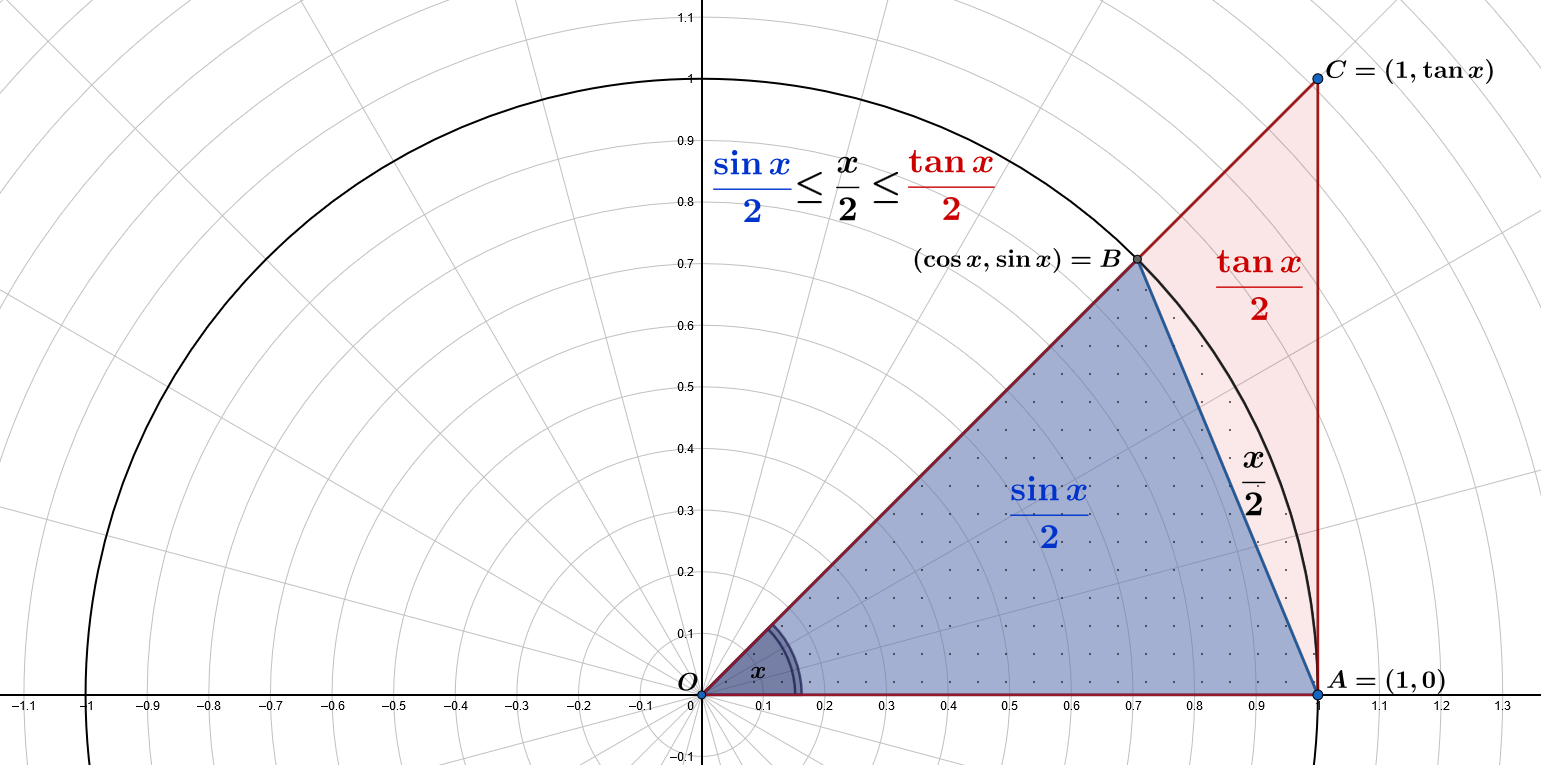 1.1
C = (1, tan x)
1
0.9
sin x/2 ≤ x/2 ≤ tan x/2
0.8
(cos x, sin x) = B
0.7
tan x/2
0.6
0.5
0.4
x/2
sin x/2
0.3
0.2
0.1
x
O
A = (1, 0)
−1.1 −1 −0.9 −0.8 −0.7 −0.6 −0.5 −0.4 −0.3 −0.2 −0.1 0 0.1 0.2 0.3 0.4 0.5 0.6 0.7 0.8 0.9 1 1.1 1.2 1.3
−0.1